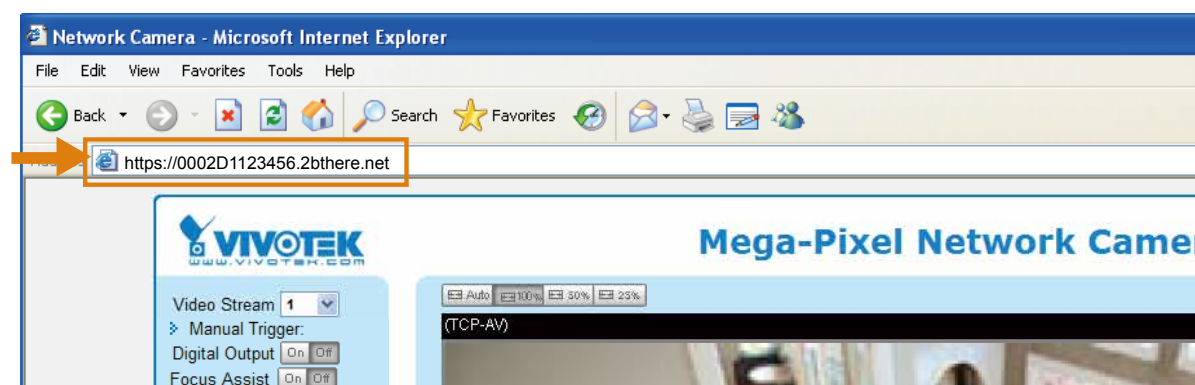 Network Camera - Microsoft Internet Explorer
File Edit View Favorites Tools Help
Back Search Favorites
https://0002D1123456.2bthere.net
VIVOTEK
www.vivotek.com
Mega-Pixel Network Camer
Video Stream 1
Manual Trigger:
Digital Output On Off
Focus Assist On Off
Auto 100% 50% 25%
(TCP-AV)